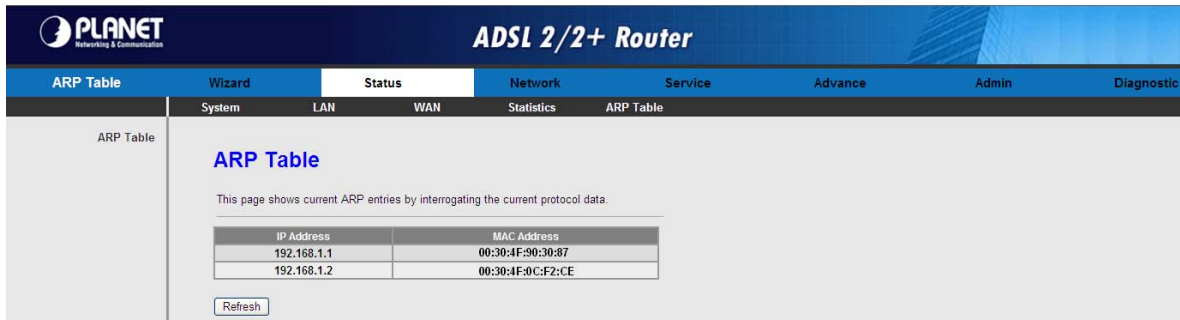 PLANET
Networking & Communication
ADSL 2/2+ Router
ARP Table Wizard Status Network Service Advance Admin Diagnostic
System LAN WAN Statistics ARP Table
ARP Table
ARP Table
This page shows current ARP entries by interrogating the current protocol data.
IP Address MAC Address
192.168.1.1 00:30:4F:90:30:87
192.168.1.2 00:30:4F:0C:F2:CE
Refresh